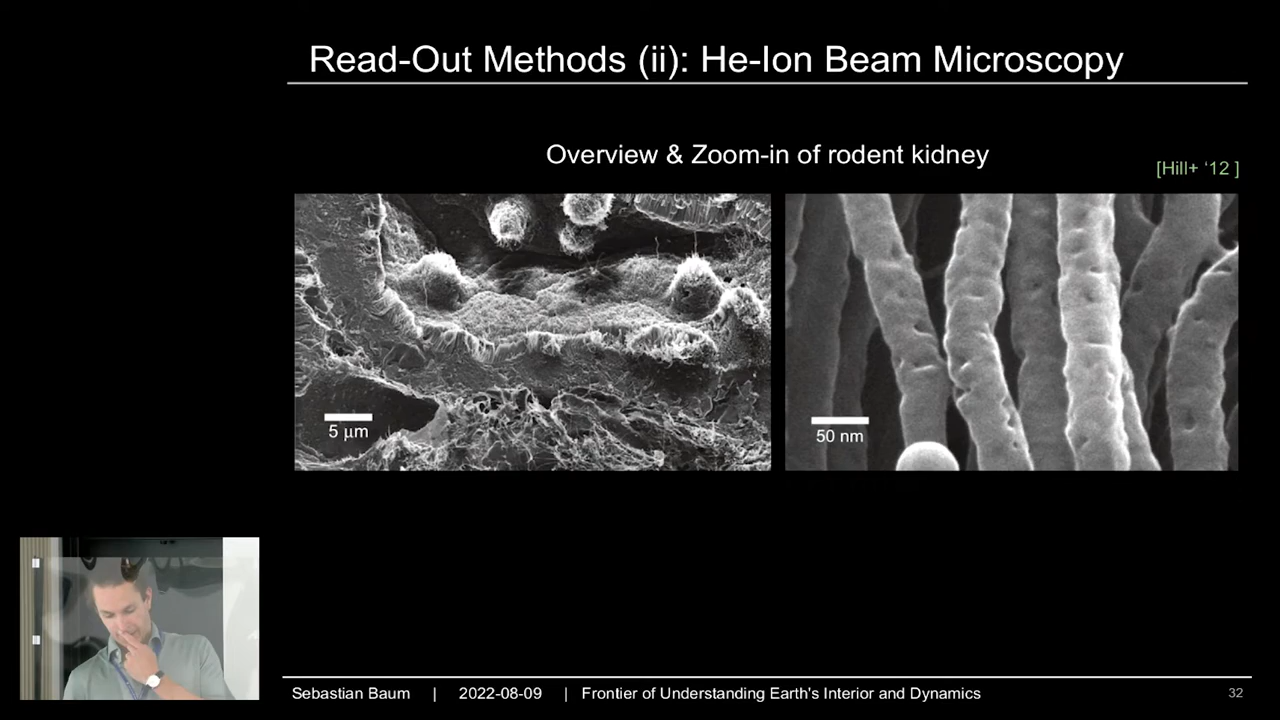 Read-Out Methods (ii): He-Ion Beam Microscopy
Overview & Zoom-in of rodent kidney
[Hill+ ‘12 ]
5 μm
50 nm
Sebastian Baum | 2022-08-09 | Frontier of Understanding Earth's Interior and Dynamics
32